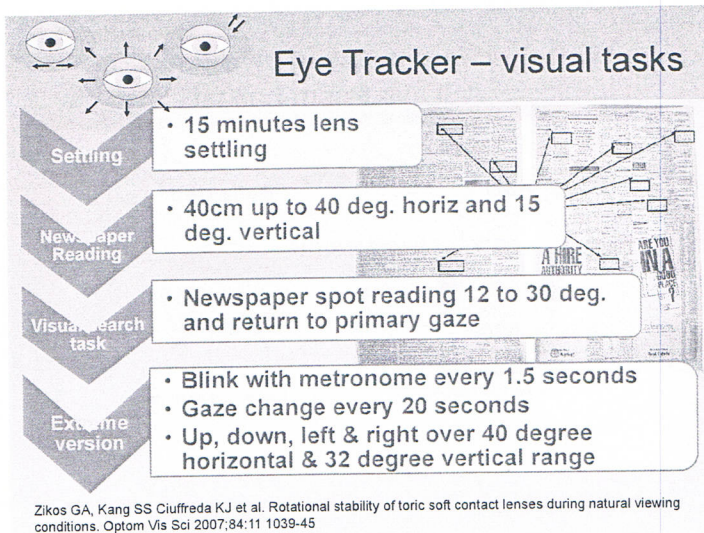 Eye Tracker – visual tasks
Settling
• 15 minutes lens
settling
Newspaper
Reading
• 40cm up to 40 deg. horiz and 15
deg. vertical
Visual search
task
• Newspaper spot reading 12 to 30 deg.
and return to primary gaze
Extreme
version
• Blink with metronome every 1.5 seconds
• Gaze change every 20 seconds
• Up, down, left & right over 40 degree
horizontal & 32 degree vertical range
A HIRE
AUTHORITY
ARE YOU
IN A
GOOD
PLACE
?
Zikos GA, Kang SS Ciuffreda KJ et al. Rotational stability of toric soft contact lenses during natural viewing
conditions. Optom Vis Sci 2007;84:11 1039-45